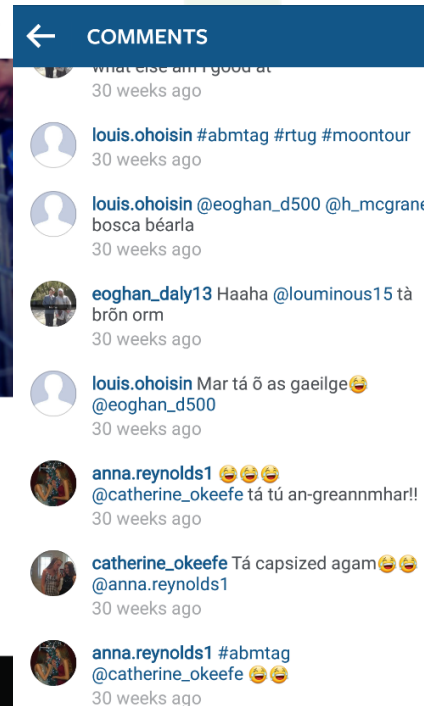 COMMENTS
what else am I good at
30 weeks ago
louis.ohoisin #abmtag #rtug #moontour
30 weeks ago
louis.ohoisin @eoghan_d500 @h_mcgrane
bosca béarla
30 weeks ago
eoghan_daly13 Haaha @louminous15 tà
brõn orm
30 weeks ago
louis.ohoisin Mar tá õ as gaeilge😂
@eoghan_d500
30 weeks ago
anna.reynolds1 😂😂😂
@catherine_okeefe tá tú an-greannmhar!!
30 weeks ago
catherine_okeefe Tá capsized agam😂😂
@anna.reynolds1
30 weeks ago
anna.reynolds1 #abmtag
@catherine_okeefe 😂😂
30 weeks ago